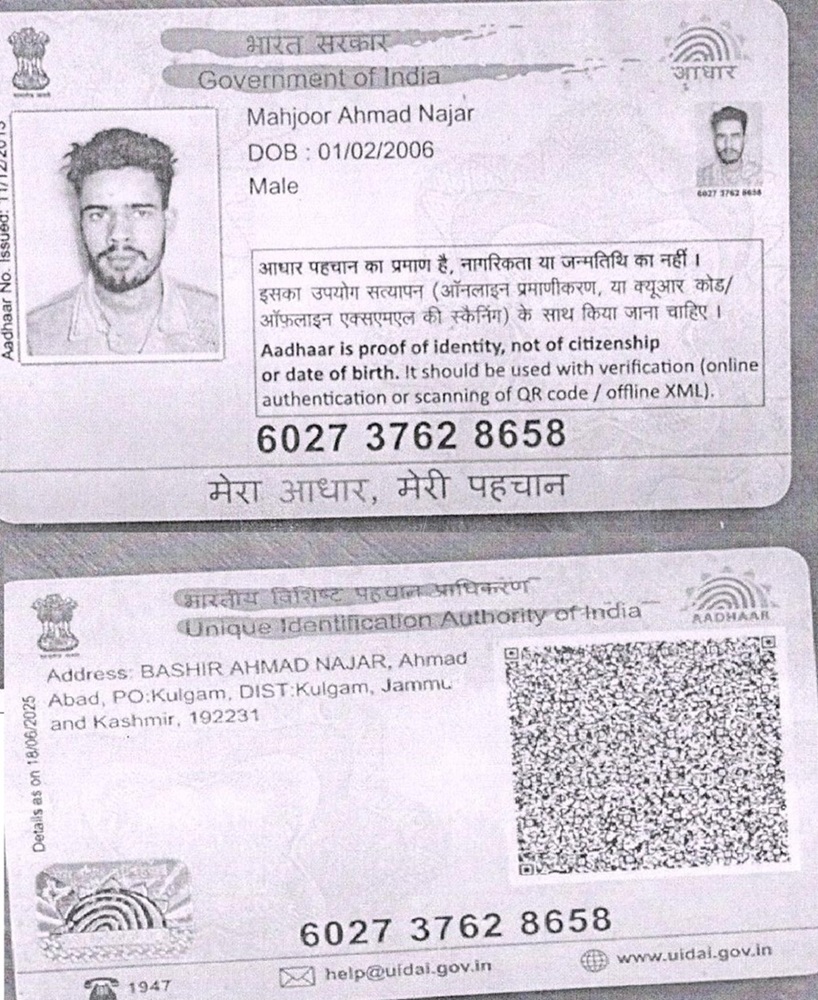 भारत सरकार
Government of India
आधार
Aadhaar No. Issued: 11/12/2013
Mahjoor Ahmad Najar
DOB : 01/02/2006
Male
6027 3762 8658
आधार पहचान का प्रमाण है, नागरिकता या जन्मतिथि का नहीं ।
इसका उपयोग सत्यापन (ऑनलाइन प्रमाणीकरण, या क्यूआर कोड/
ऑफ़लाइन एक्सएमएल की स्कैनिंग) के साथ किया जाना चाहिए ।
Aadhaar is proof of identity, not of citizenship
or date of birth. It should be used with verification (online
authentication or scanning of QR code / offline XML).
6027 3762 8658
मेरा आधार, मेरी पहचान
भारतीय विशिष्ट पहचान प्राधिकरण
Unique Identification Authority of India
AADHAAR
Details as on 18/06/2025
Address: BASHIR AHMAD NAJAR, Ahmad
Abad, PO:Kulgam, DIST:Kulgam, Jammu
and Kashmir, 192231
6027 3762 8658
1947
help@uidai.gov.in
www.uidai.gov.in